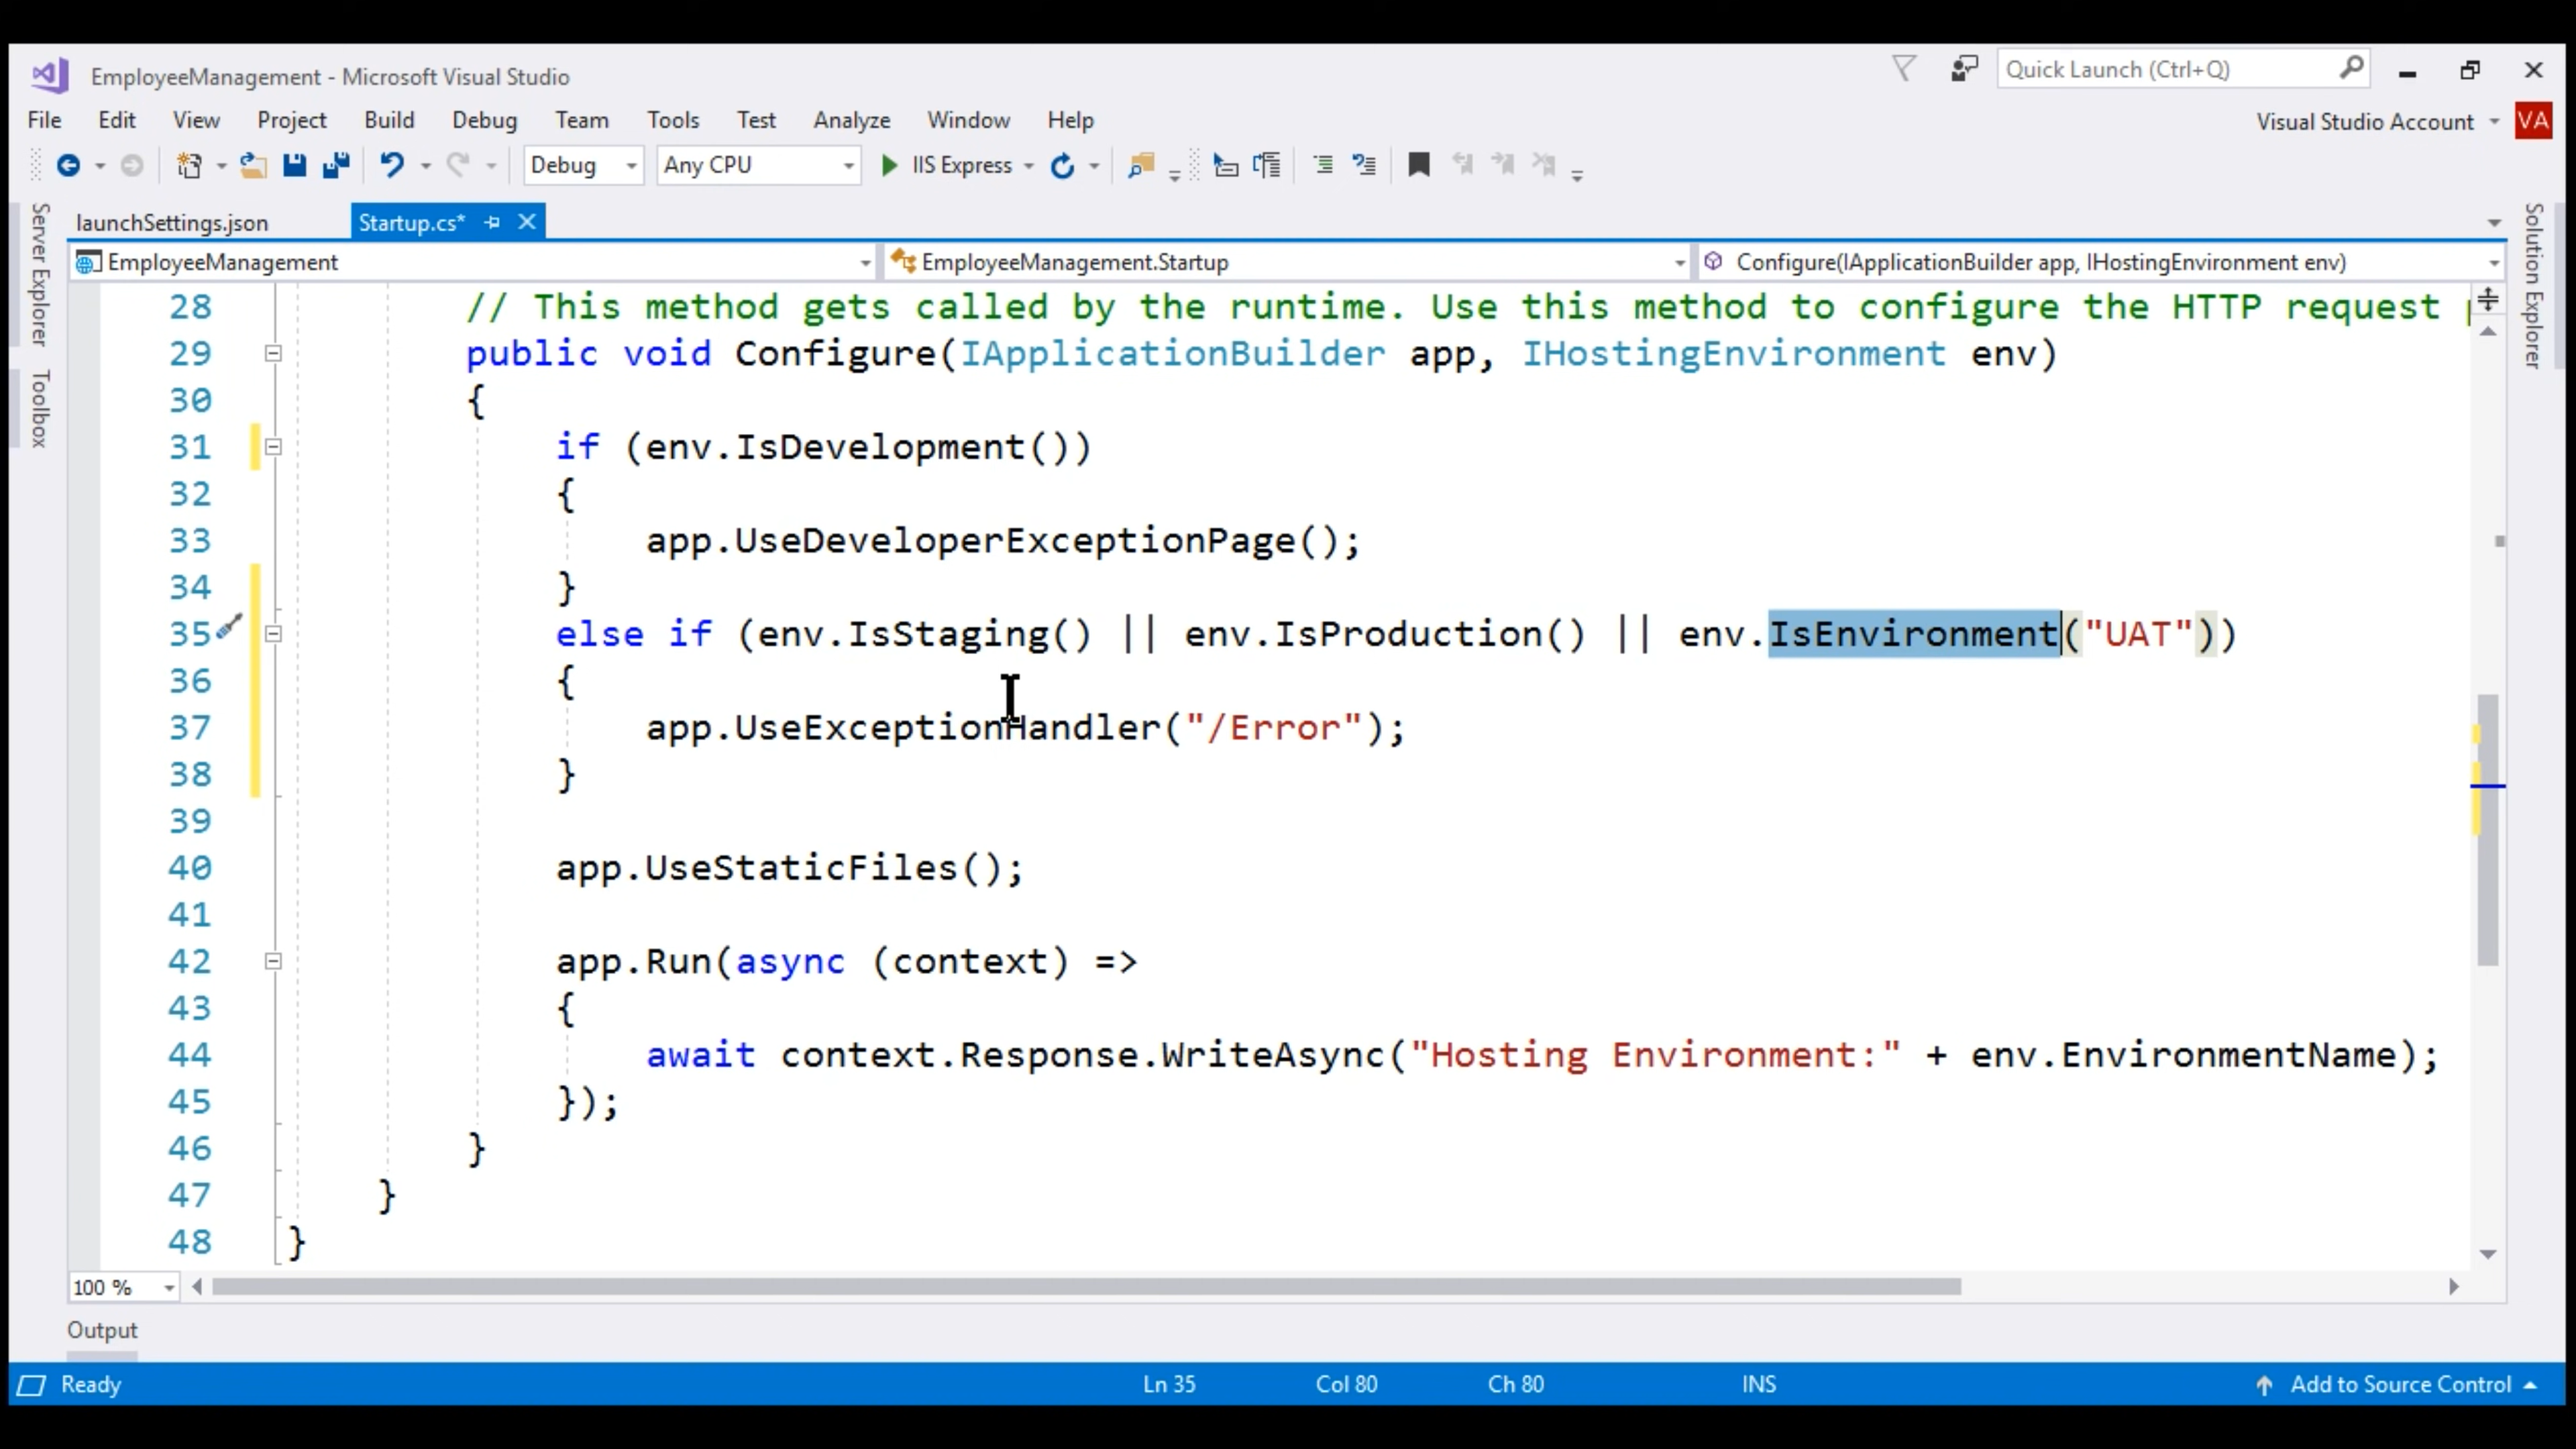 EmployeeManagement - Microsoft Visual Studio
Quick Launch (Ctrl+Q)
File Edit View Project Build Debug Team Tools Test Analyze Window Help
Visual Studio Account VA
Debug Any CPU IIS Express
launchSettings.json Startup.cs*
EmployeeManagement EmployeeManagement.Startup Configure(IApplicationBuilder app, IHostingEnvironment env)
Server Explorer
Toolbox
Solution Explorer
28 // This method gets called by the runtime. Use this method to configure the HTTP request
29 public void Configure(IApplicationBuilder app, IHostingEnvironment env)
30 {
31 if (env.IsDevelopment())
32 {
33 app.UseDeveloperExceptionPage();
34 }
35 else if (env.IsStaging() || env.IsProduction() || env.IsEnvironment("UAT"))
36 {
37 app.UseExceptionHandler("/Error");
38 }
39
40 app.UseStaticFiles();
41
42 app.Run(async (context) =>
43 {
44 await context.Response.WriteAsync("Hosting Environment:" + env.EnvironmentName);
45 });
46 }
47 }
48 }
100 %
Output
Ready Ln 35 Col 80 Ch 80 INS Add to Source Control